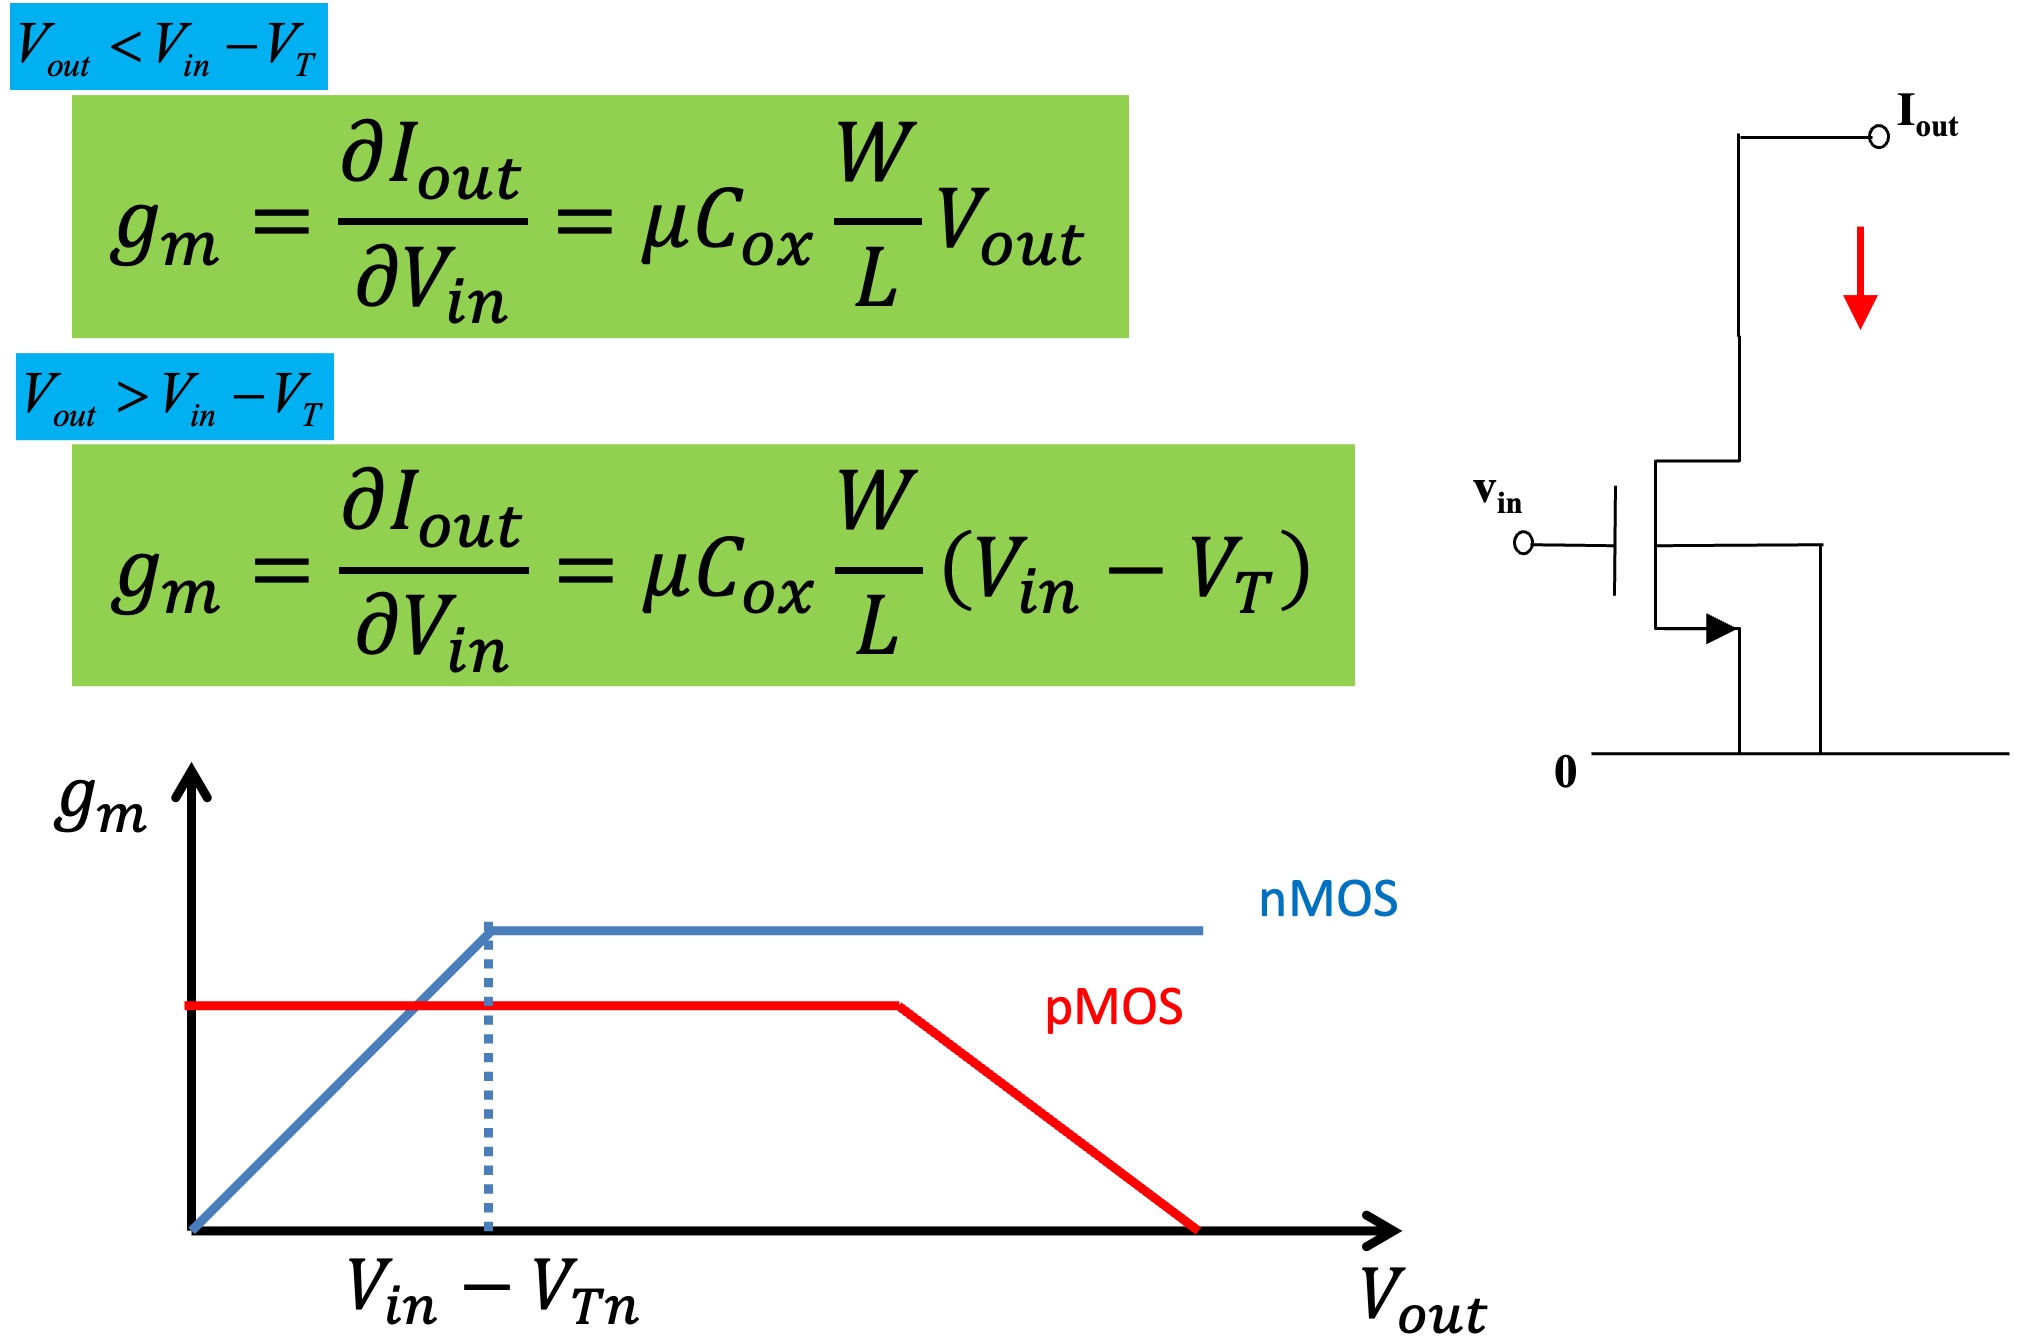 V_out < V_in − V_T
g_m = ∂I_out/∂V_in = μC_ox W/L V_out
V_out > V_in − V_T
g_m = ∂I_out/∂V_in = μC_ox W/L (V_in − V_T)
I_out
v_in
0
g_m
nMOS
pMOS
V_in − V_Tn
V_out